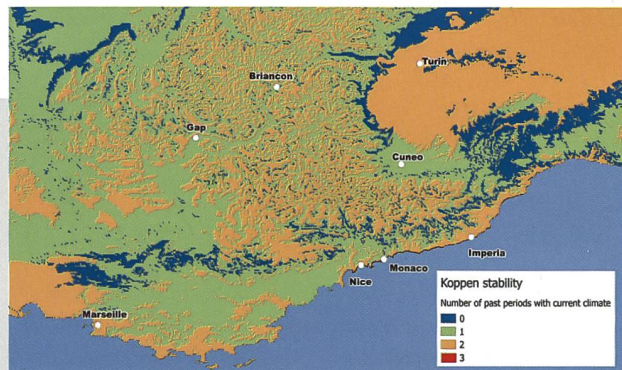 Turin
Briancon
Gap
Cuneo
Imperia
Monaco
Nice
Marseille
Koppen stability
Number of past periods with current climate
0
1
2
3